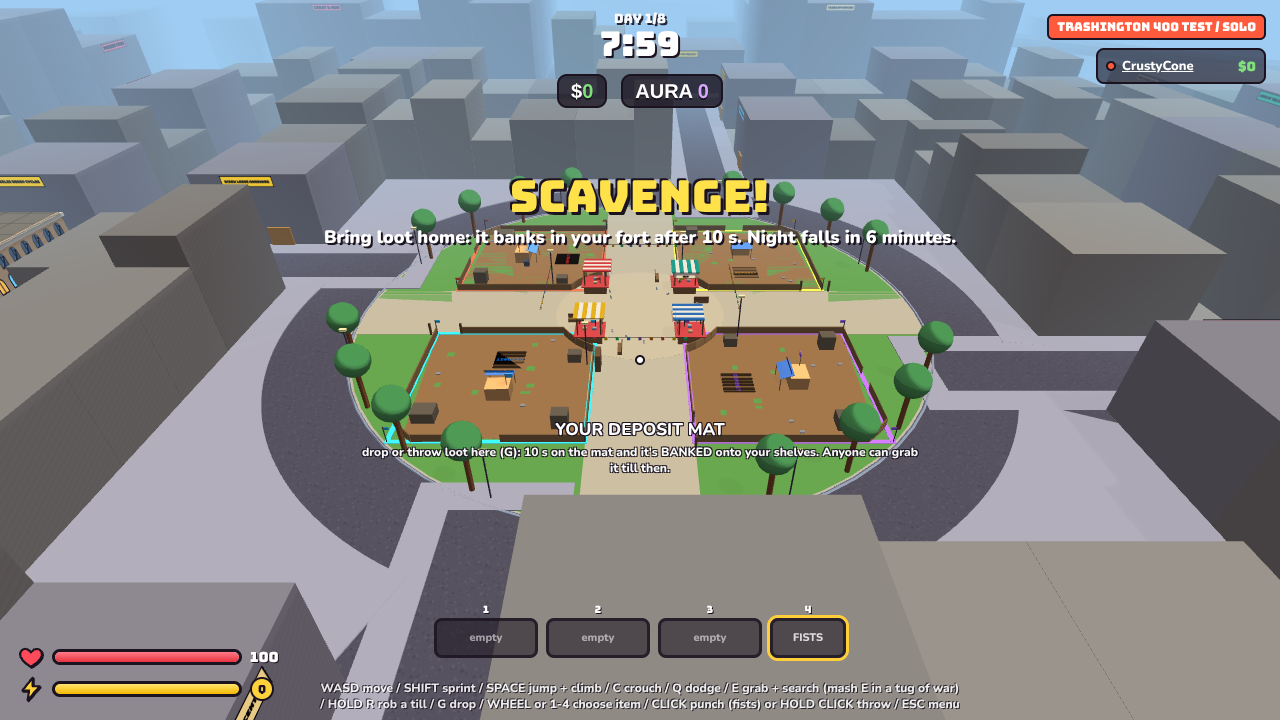 DAY 1/8
7:59
$0
AURA 0
TRASHINGTON 400 TEST / SOLO
CrustyCone $0
SCAVENGE!
Bring loot home: it banks in your fort after 10 s. Night falls in 6 minutes.
YOUR DEPOSIT MAT
drop or throw loot here (G): 10 s on the mat and it's BANKED onto your shelves. Anyone can grab
it till then.
1 2 3 4
empty empty empty FISTS
100
0
WASD move / SHIFT sprint / SPACE jump + climb / C crouch / Q dodge / E grab + search (mash E in a tug of war)
/ HOLD R rob a till / G drop / WHEEL or 1-4 choose item / CLICK punch (fists) or HOLD CLICK throw / ESC menu